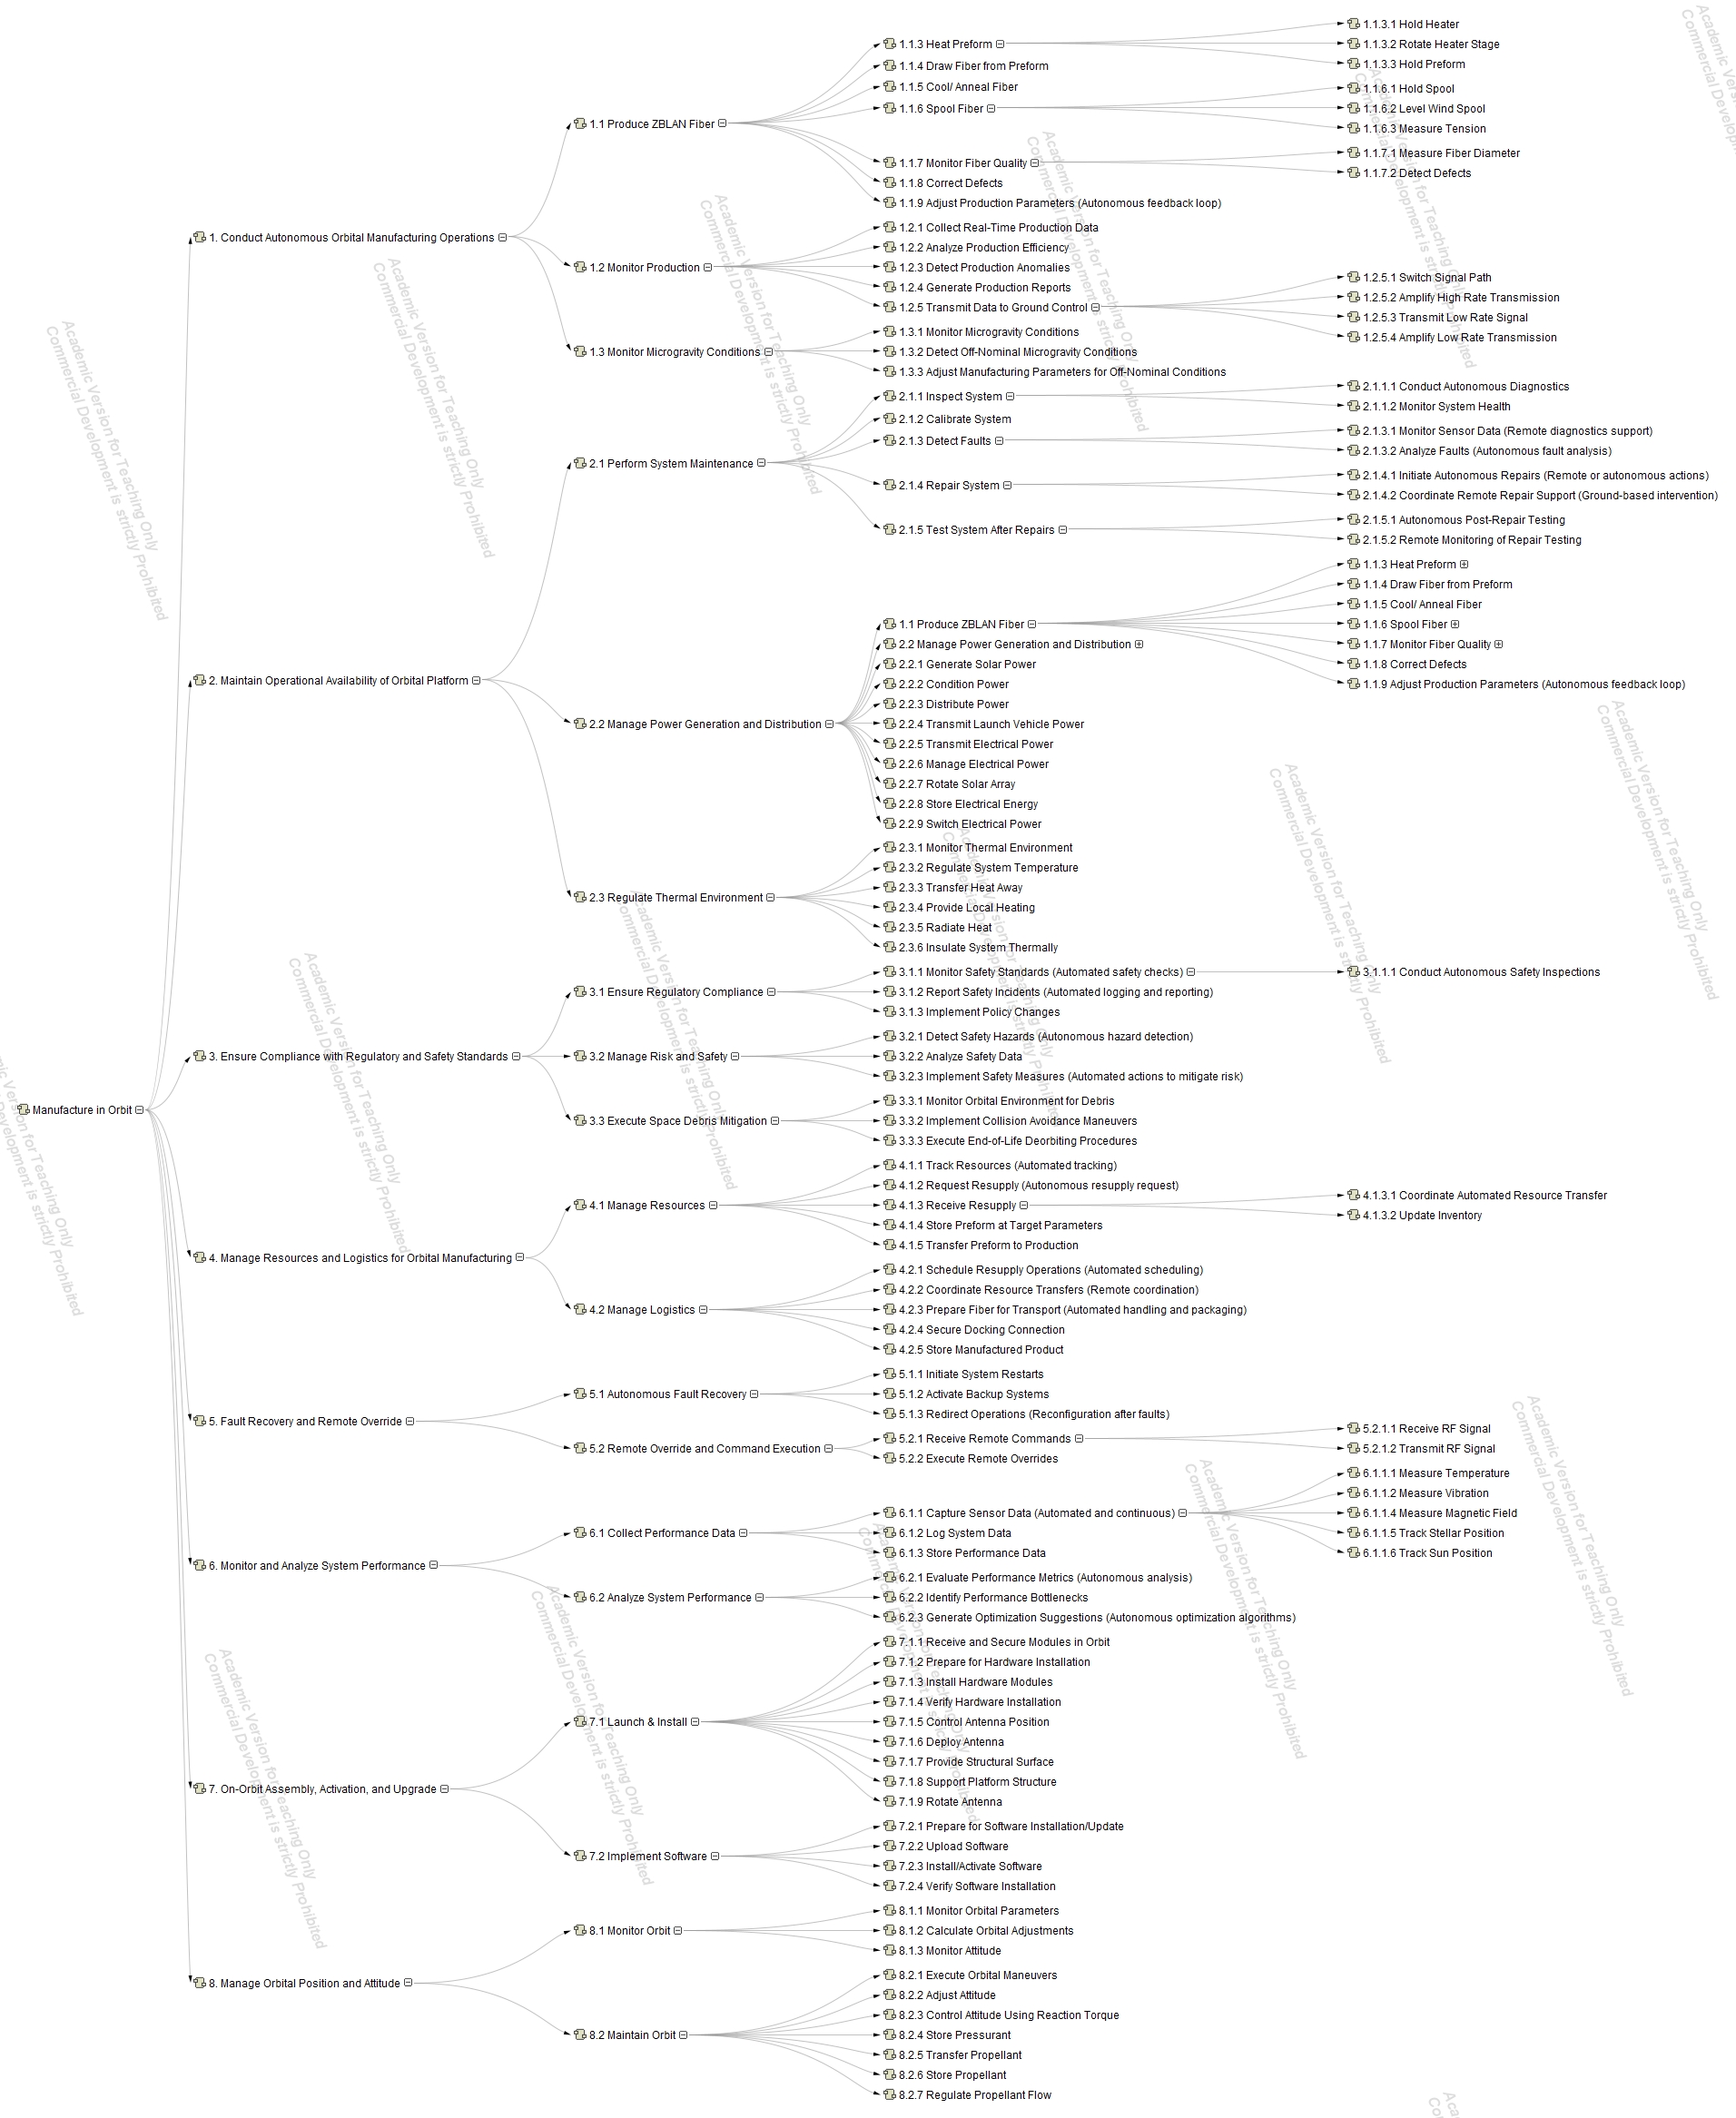 Manufacture in Orbit
1. Conduct Autonomous Orbital Manufacturing Operations
1.1 Produce ZBLAN Fiber
1.1.3 Heat Preform
1.1.3.1 Hold Heater
1.1.3.2 Rotate Heater Stage
1.1.3.3 Hold Preform
1.1.4 Draw Fiber from Preform
1.1.5 Cool/ Anneal Fiber
1.1.6 Spool Fiber
1.1.6.1 Hold Spool
1.1.6.2 Level Wind Spool
1.1.6.3 Measure Tension
1.1.7 Monitor Fiber Quality
1.1.7.1 Measure Fiber Diameter
1.1.7.2 Detect Defects
1.1.8 Correct Defects
1.1.9 Adjust Production Parameters (Autonomous feedback loop)
1.2 Monitor Production
1.2.1 Collect Real-Time Production Data
1.2.2 Analyze Production Efficiency
1.2.3 Detect Production Anomalies
1.2.4 Generate Production Reports
1.2.5 Transmit Data to Ground Control
1.2.5.1 Switch Signal Path
1.2.5.2 Amplify High Rate Transmission
1.2.5.3 Transmit Low Rate Signal
1.2.5.4 Amplify Low Rate Transmission
1.3 Monitor Microgravity Conditions
1.3.1 Monitor Microgravity Conditions
1.3.2 Detect Off-Nominal Microgravity Conditions
1.3.3 Adjust Manufacturing Parameters for Off-Nominal Conditions
2. Maintain Operational Availability of Orbital Platform
2.1 Perform System Maintenance
2.1.1 Inspect System
2.1.1.1 Conduct Autonomous Diagnostics
2.1.1.2 Monitor System Health
2.1.2 Calibrate System
2.1.3 Detect Faults
2.1.3.1 Monitor Sensor Data (Remote diagnostics support)
2.1.3.2 Analyze Faults (Autonomous fault analysis)
2.1.4 Repair System
2.1.4.1 Initiate Autonomous Repairs (Remote or autonomous actions)
2.1.4.2 Coordinate Remote Repair Support (Ground-based intervention)
2.1.5 Test System After Repairs
2.1.5.1 Autonomous Post-Repair Testing
2.1.5.2 Remote Monitoring of Repair Testing
2.2 Manage Power Generation and Distribution
1.1 Produce ZBLAN Fiber
1.1.3 Heat Preform
1.1.4 Draw Fiber from Preform
1.1.5 Cool/ Anneal Fiber
1.1.6 Spool Fiber
1.1.7 Monitor Fiber Quality
1.1.8 Correct Defects
1.1.9 Adjust Production Parameters (Autonomous feedback loop)
2.2 Manage Power Generation and Distribution
2.2.1 Generate Solar Power
2.2.2 Condition Power
2.2.3 Distribute Power
2.2.4 Transmit Launch Vehicle Power
2.2.5 Transmit Electrical Power
2.2.6 Manage Electrical Power
2.2.7 Rotate Solar Array
2.2.8 Store Electrical Energy
2.2.9 Switch Electrical Power
2.3 Regulate Thermal Environment
2.3.1 Monitor Thermal Environment
2.3.2 Regulate System Temperature
2.3.3 Transfer Heat Away
2.3.4 Provide Local Heating
2.3.5 Radiate Heat
2.3.6 Insulate System Thermally
3. Ensure Compliance with Regulatory and Safety Standards
3.1 Ensure Regulatory Compliance
3.1.1 Monitor Safety Standards (Automated safety checks)
3.1.1.1 Conduct Autonomous Safety Inspections
3.1.2 Report Safety Incidents (Automated logging and reporting)
3.1.3 Implement Policy Changes
3.2 Manage Risk and Safety
3.2.1 Detect Safety Hazards (Autonomous hazard detection)
3.2.2 Analyze Safety Data
3.2.3 Implement Safety Measures (Automated actions to mitigate risk)
3.3 Execute Space Debris Mitigation
3.3.1 Monitor Orbital Environment for Debris
3.3.2 Implement Collision Avoidance Maneuvers
3.3.3 Execute End-of-Life Deorbiting Procedures
4. Manage Resources and Logistics for Orbital Manufacturing
4.1 Manage Resources
4.1.1 Track Resources (Automated tracking)
4.1.2 Request Resupply (Autonomous resupply request)
4.1.3 Receive Resupply
4.1.3.1 Coordinate Automated Resource Transfer
4.1.3.2 Update Inventory
4.1.4 Store Preform at Target Parameters
4.1.5 Transfer Preform to Production
4.2 Manage Logistics
4.2.1 Schedule Resupply Operations (Automated scheduling)
4.2.2 Coordinate Resource Transfers (Remote coordination)
4.2.3 Prepare Fiber for Transport (Automated handling and packaging)
4.2.4 Secure Docking Connection
4.2.5 Store Manufactured Product
5. Fault Recovery and Remote Override
5.1 Autonomous Fault Recovery
5.1.1 Initiate System Restarts
5.1.2 Activate Backup Systems
5.1.3 Redirect Operations (Reconfiguration after faults)
5.2 Remote Override and Command Execution
5.2.1 Receive Remote Commands
5.2.1.1 Receive RF Signal
5.2.1.2 Transmit RF Signal
5.2.2 Execute Remote Overrides
6. Monitor and Analyze System Performance
6.1 Collect Performance Data
6.1.1 Capture Sensor Data (Automated and continuous)
6.1.1.1 Measure Temperature
6.1.1.2 Measure Vibration
6.1.1.4 Measure Magnetic Field
6.1.1.5 Track Stellar Position
6.1.1.6 Track Sun Position
6.1.2 Log System Data
6.1.3 Store Performance Data
6.2 Analyze System Performance
6.2.1 Evaluate Performance Metrics (Autonomous analysis)
6.2.2 Identify Performance Bottlenecks
6.2.3 Generate Optimization Suggestions (Autonomous optimization algorithms)
7. On-Orbit Assembly, Activation, and Upgrade
7.1 Launch & Install
7.1.1 Receive and Secure Modules in Orbit
7.1.2 Prepare for Hardware Installation
7.1.3 Install Hardware Modules
7.1.4 Verify Hardware Installation
7.1.5 Control Antenna Position
7.1.6 Deploy Antenna
7.1.7 Provide Structural Surface
7.1.8 Support Platform Structure
7.1.9 Rotate Antenna
7.2 Implement Software
7.2.1 Prepare for Software Installation/Update
7.2.2 Upload Software
7.2.3 Install/Activate Software
7.2.4 Verify Software Installation
8. Manage Orbital Position and Attitude
8.1 Monitor Orbit
8.1.1 Monitor Orbital Parameters
8.1.2 Calculate Orbital Adjustments
8.1.3 Monitor Attitude
8.2 Maintain Orbit
8.2.1 Execute Orbital Maneuvers
8.2.2 Adjust Attitude
8.2.3 Control Attitude Using Reaction Torque
8.2.4 Store Pressurant
8.2.5 Transfer Propellant
8.2.6 Store Propellant
8.2.7 Regulate Propellant Flow
Academic Version for Teaching Only
Commercial Development is strictly Prohibited